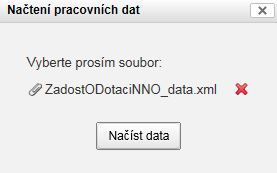 Načtení pracovních dat
Vyberte prosím soubor:
ZadostODotaciNNO_data.xml
Načíst data